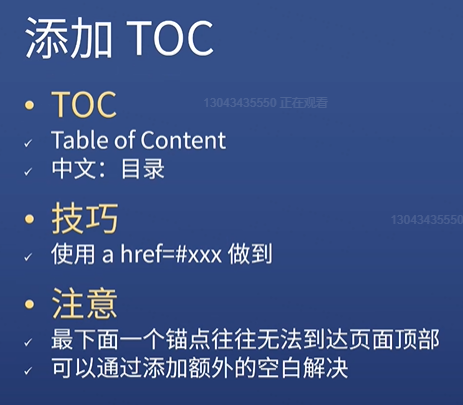 添加 TOC
• TOC
13043435550 正在观看
✓ Table of Content
✓ 中文：目录
• 技巧
13043435550
✓ 使用 a href=#xxx 做到
• 注意
✓ 最下面一个锚点往往无法到达页面顶部
✓ 可以通过添加额外的空白解决